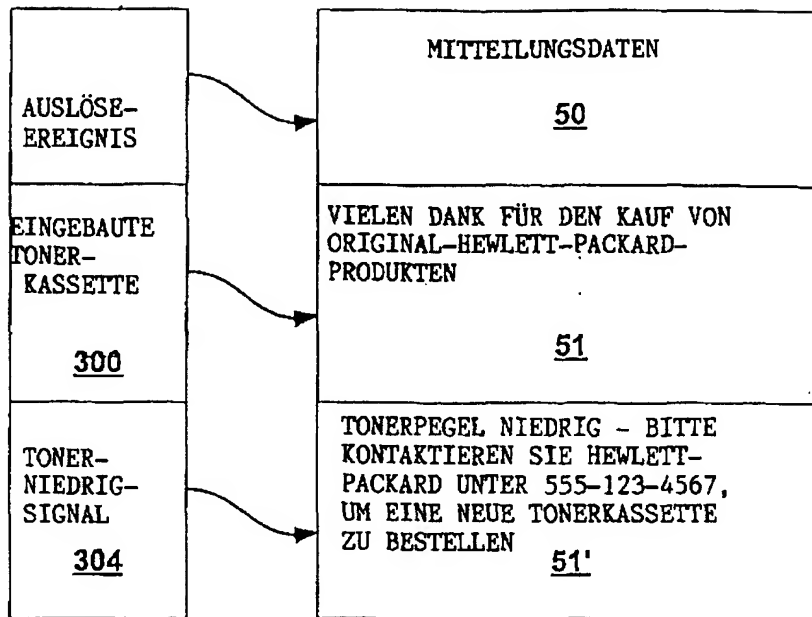 AUSLÖSE-
EREIGNIS
MITTEILUNGSDATEN
50
EINGEBAUTE
TONER-
KASSETTE
300
VIELEN DANK FÜR DEN KAUF VON
ORIGINAL-HEWLETT-PACKARD-
PRODUKTEN
51
TONER-
NIEDRIG-
SIGNAL
304
TONERPEGEL NIEDRIG - BITTE
KONTAKTIEREN SIE HEWLETT-
PACKARD UNTER 555-123-4567,
UM EINE NEUE TONERKASSETTE
ZU BESTELLEN
51'